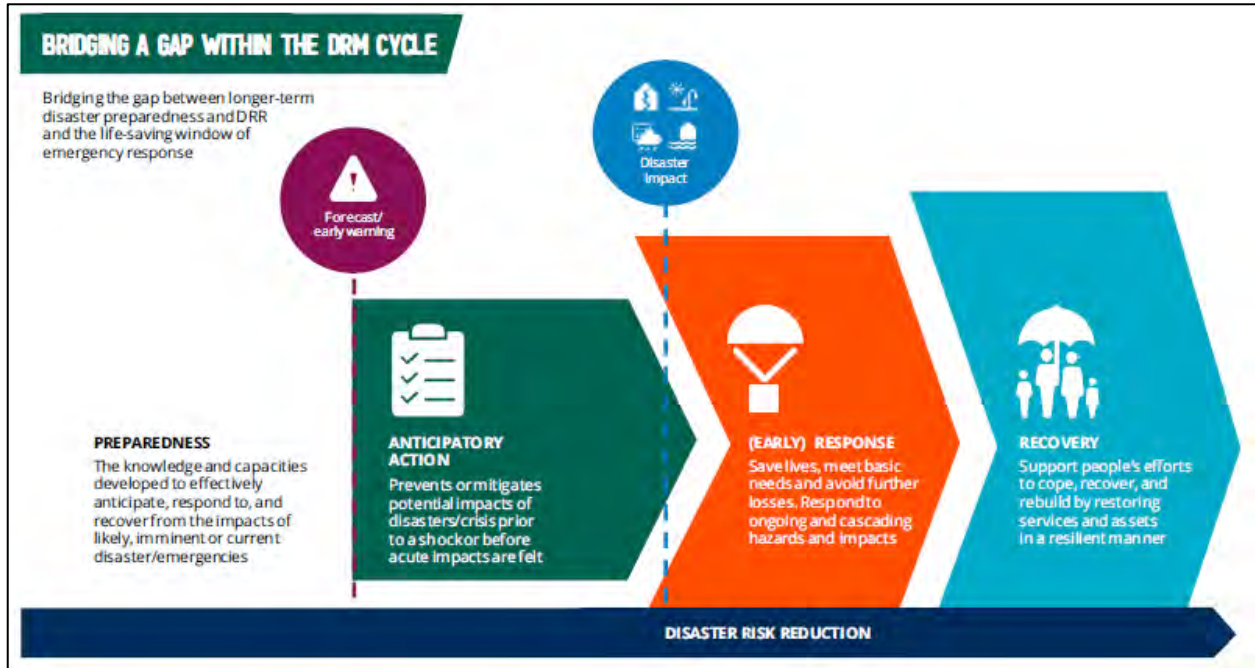 BRIDGING A GAP WITHIN THE DRM CYCLE
Bridging the gap between longer-term
disaster preparedness and DRR
and the life-saving window of
emergency response
Forecast/
early warning
Disaster
Impact
PREPAREDNESS
The knowledge and capacities
developed to effectively
anticipate, respond to, and
recover from the impacts of
likely, imminent or current
disaster/emergencies
ANTICIPATORY
ACTION
Prevents or mitigates
potential impacts of
disasters/crisis prior
to a shock or before
acute impacts are felt
(EARLY) RESPONSE
Save lives, meet basic
needs and avoid further
losses. Respond to
ongoing and cascading
hazards and impacts
RECOVERY
Support people's efforts
to cope, recover, and
rebuild by restoring
services and assets
in a resilient manner
DISASTER RISK REDUCTION